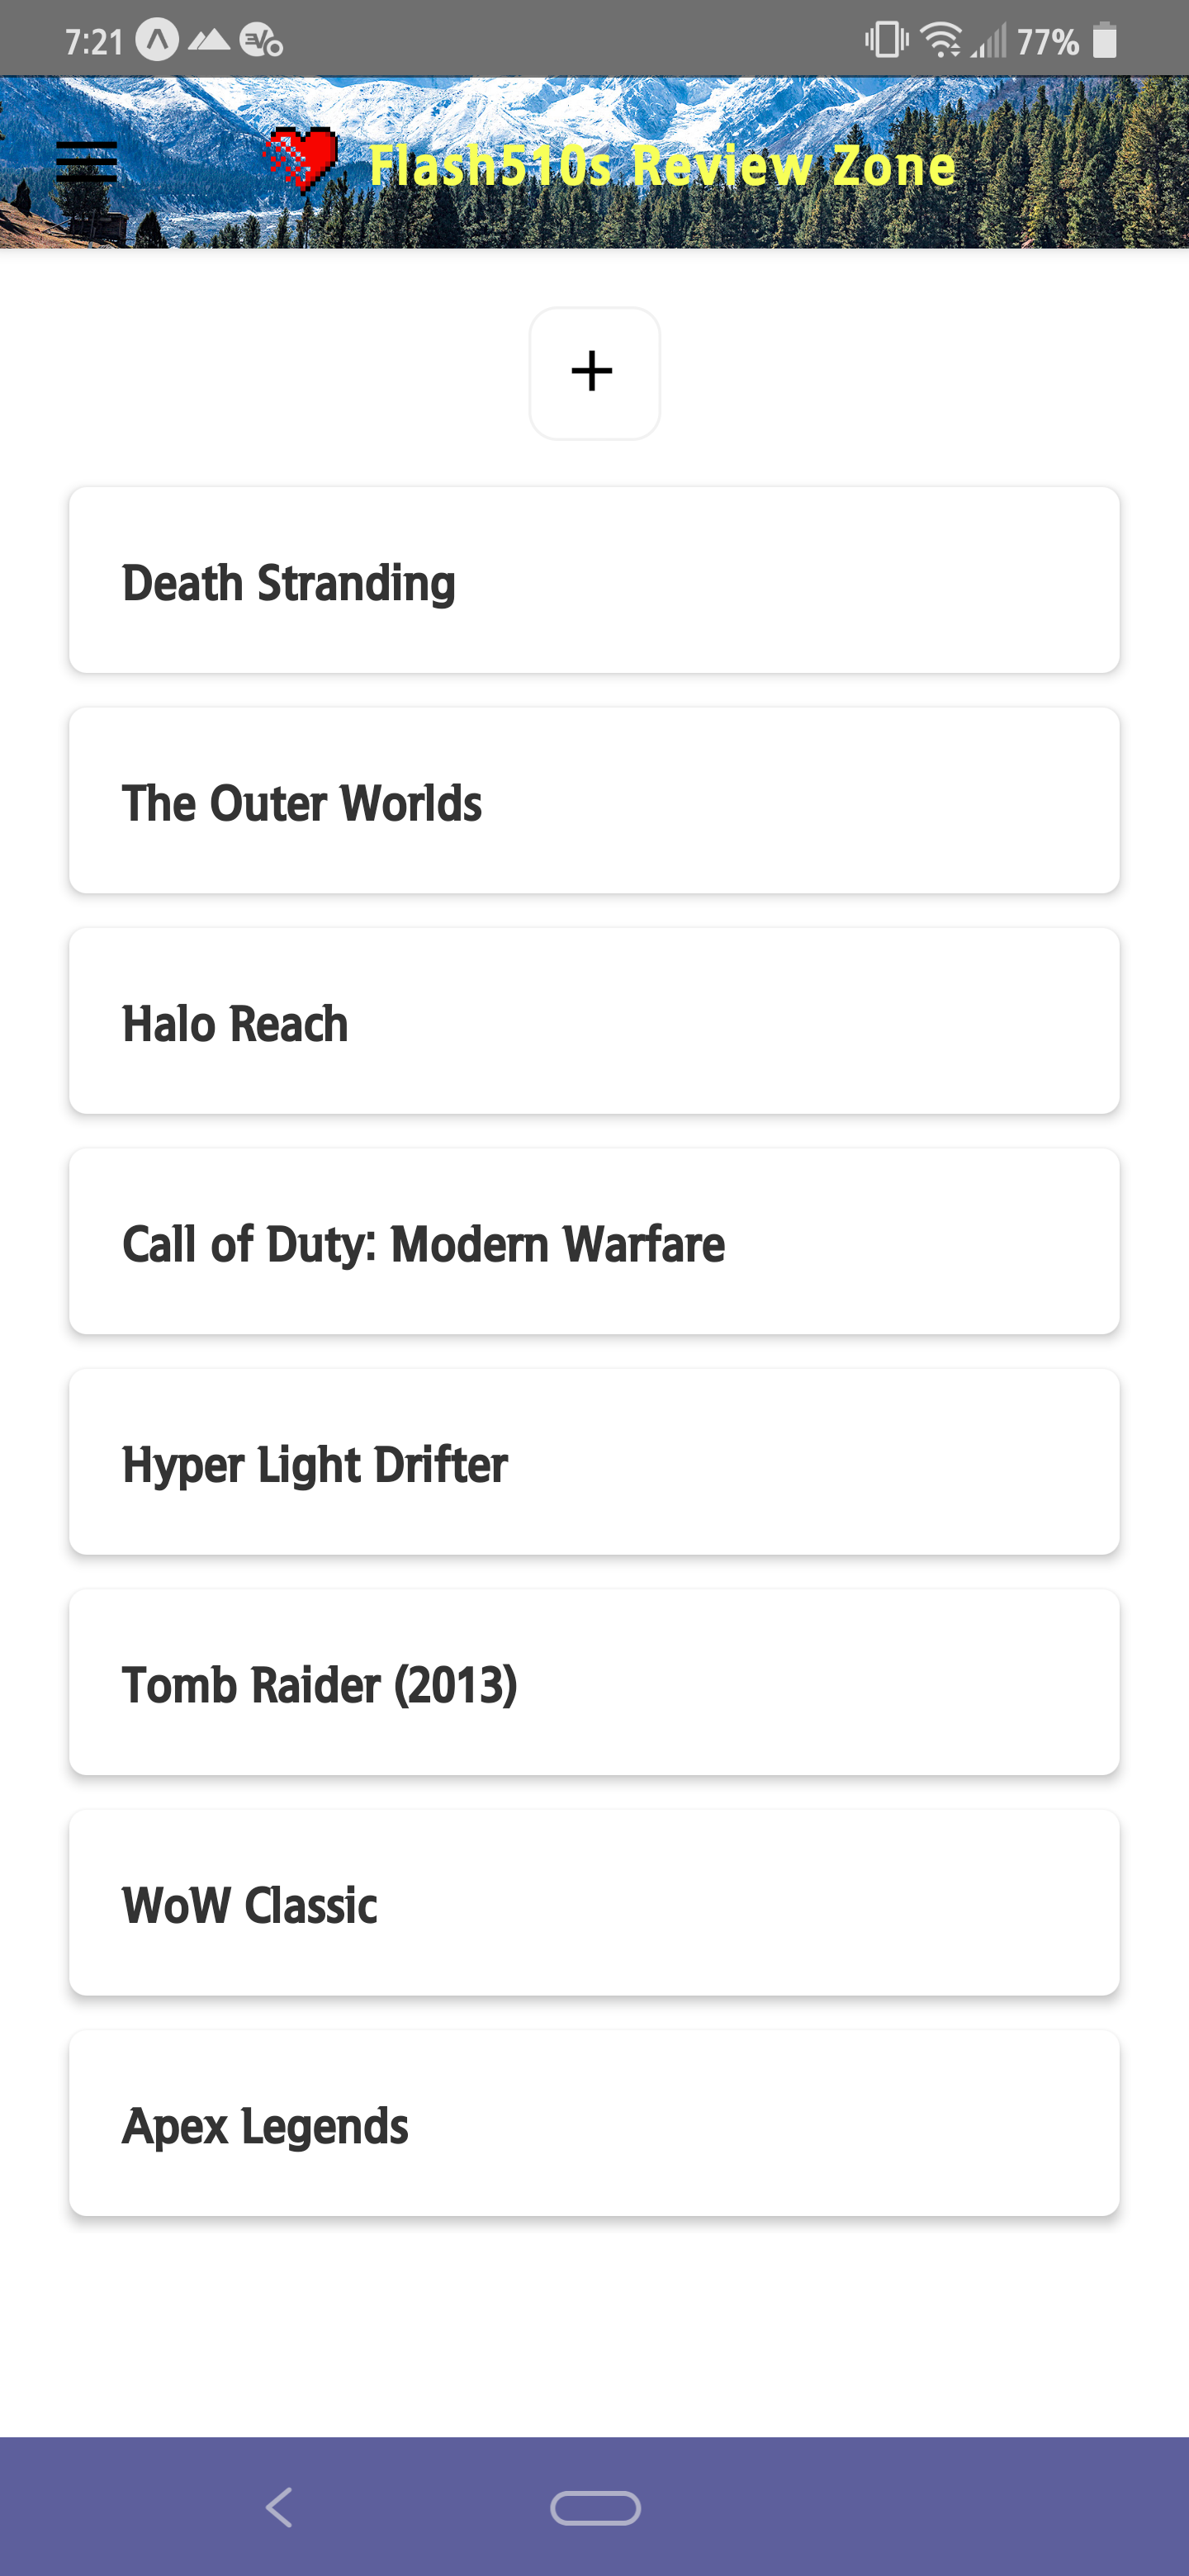 7:21
77%
Flash510s Review Zone
+
Death Stranding
The Outer Worlds
Halo Reach
Call of Duty: Modern Warfare
Hyper Light Drifter
Tomb Raider (2013)
WoW Classic
Apex Legends